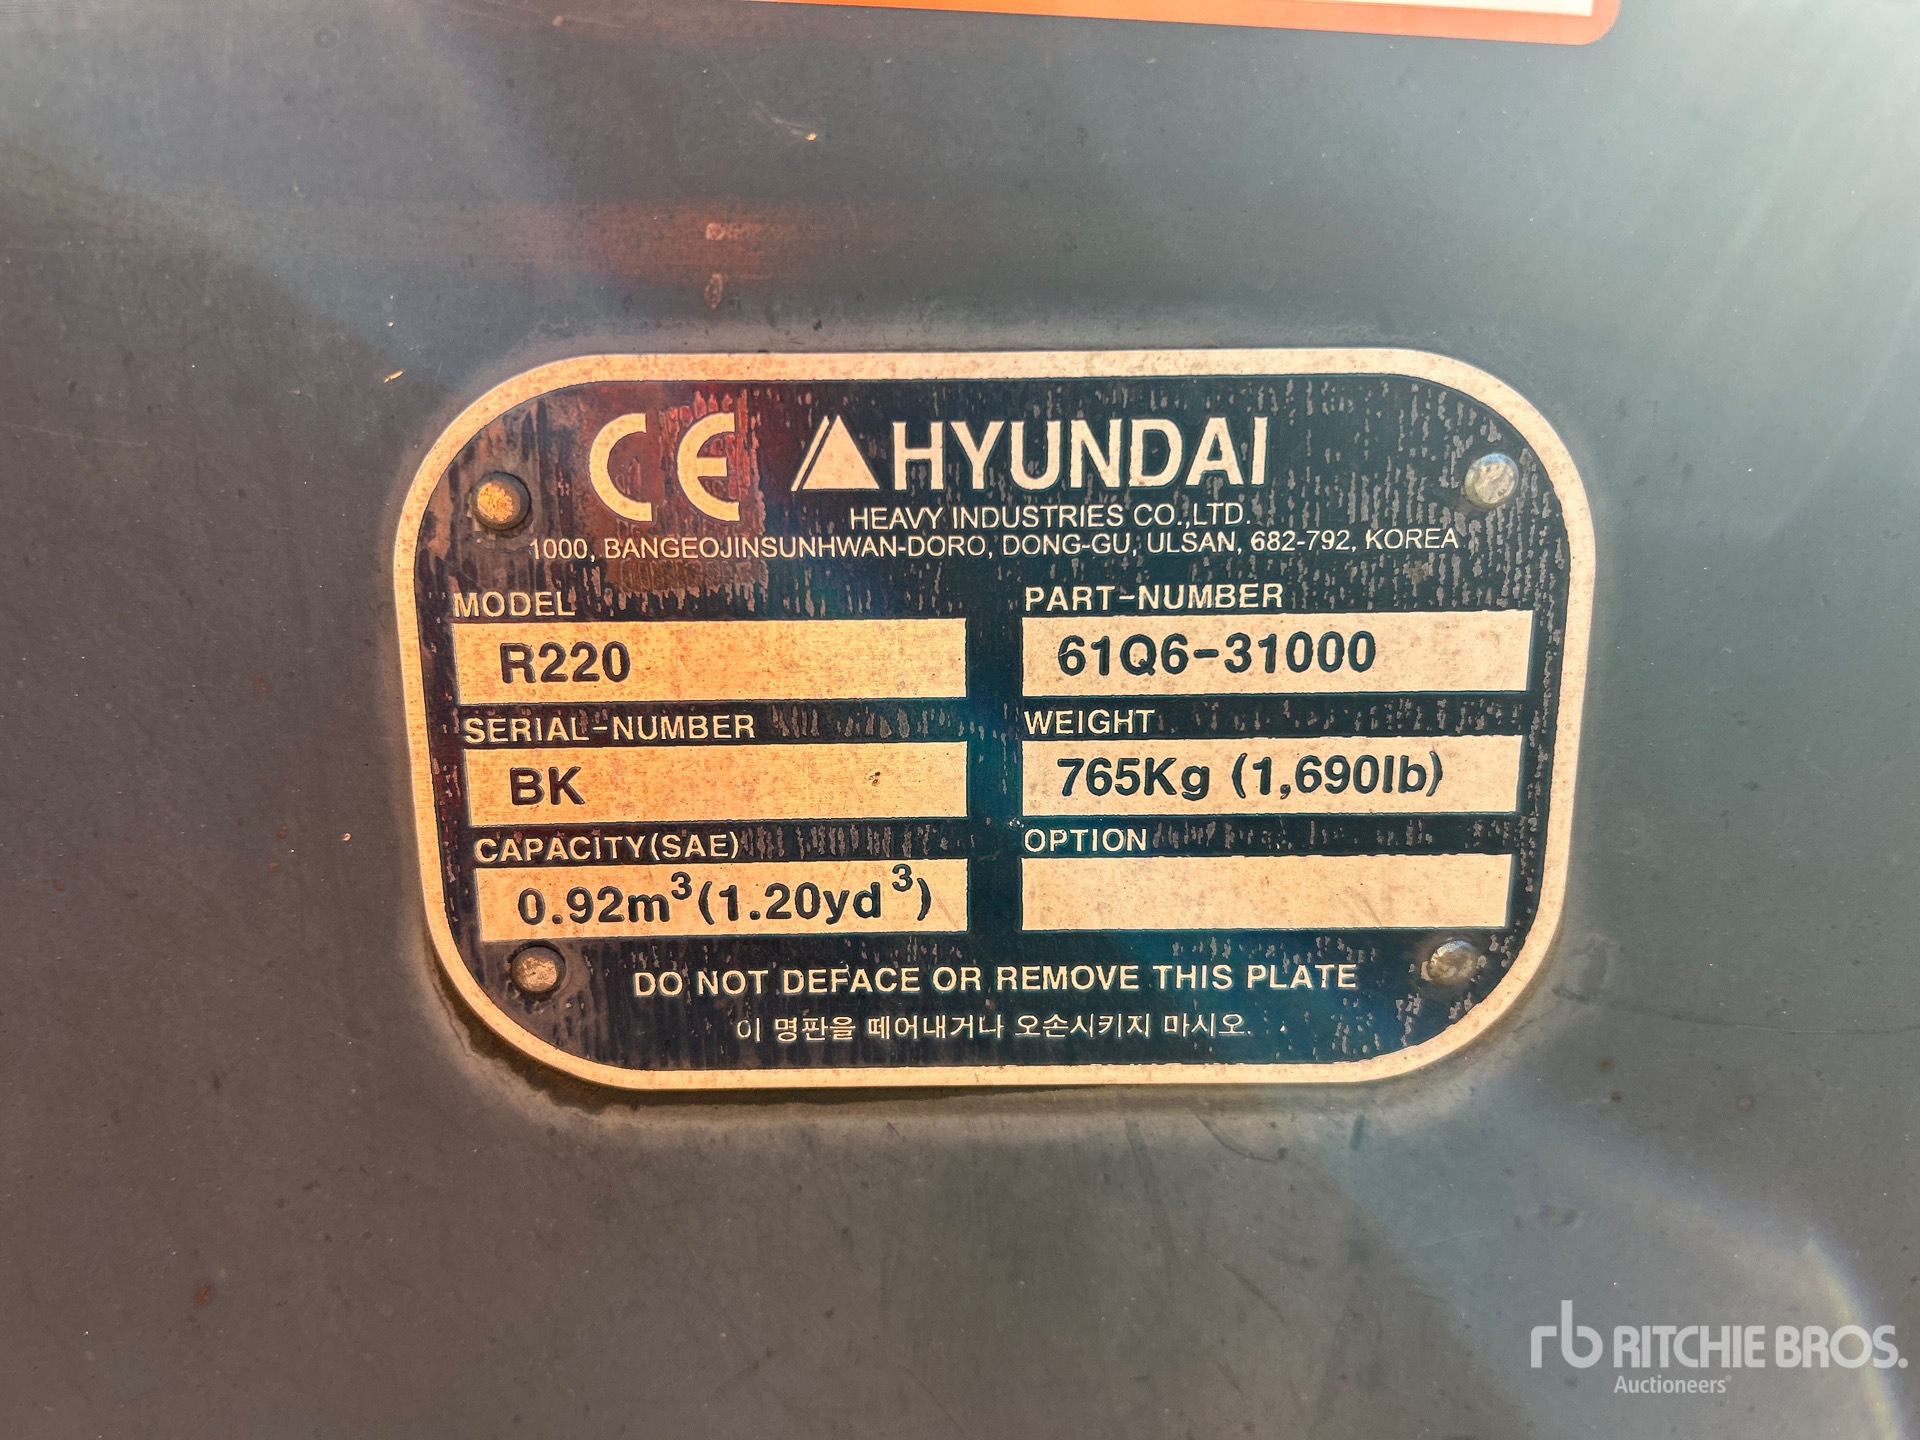 CE HYUNDAI
HEAVY INDUSTRIES CO.,LTD.
1000, BANGEOJINSUNHWAN-DORO, DONG-GU, ULSAN, 682-792, KOREA
MODEL
R220
PART-NUMBER
61Q6-31000
SERIAL-NUMBER
BK
WEIGHT
765Kg (1,690lb)
CAPACITY(SAE)
0.92m³(1.20yd³)
OPTION
DO NOT DEFACE OR REMOVE THIS PLATE
이 명판을 떼어내거나 오손시키지 마시오.
rb RITCHIE BROS.
Auctioneers